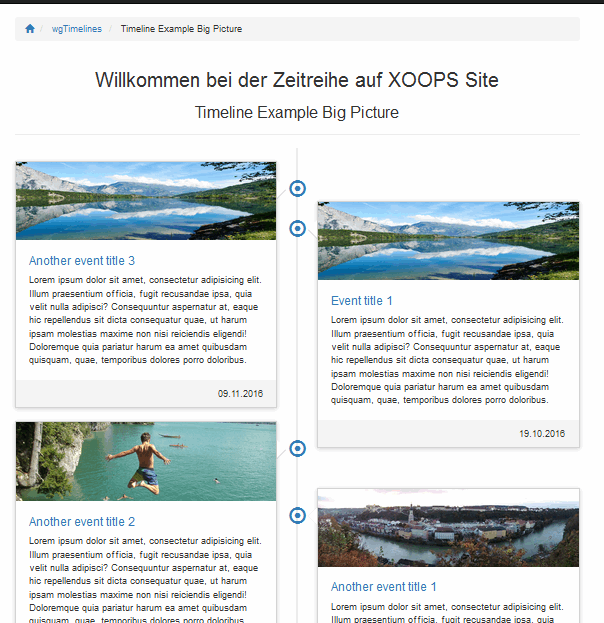 wgTimelines / Timeline Example Big Picture
Willkommen bei der Zeitreihe auf XOOPS Site
Timeline Example Big Picture
Another event title 3
Lorem ipsum dolor sit amet, consectetur adipisicing elit.
Illum praesentium officia, fugit recusandae ipsa, quia
velit nulla adipisci? Consequuntur aspernatur at, eaque
hic repellendus sit dicta consequatur quae, ut harum
ipsam molestias maxime non nisi reiciendis eligendi!
Doloremque quia pariatur harum ea amet quibusdam
quisquam, quae, temporibus dolores porro doloribus.
09.11.2016
Event title 1
Lorem ipsum dolor sit amet, consectetur adipisicing elit.
Illum praesentium officia, fugit recusandae ipsa, quia
velit nulla adipisci? Consequuntur aspernatur at, eaque
hic repellendus sit dicta consequatur quae, ut harum
ipsam molestias maxime non nisi reiciendis eligendi!
Doloremque quia pariatur harum ea amet quibusdam
quisquam, quae, temporibus dolores porro doloribus.
19.10.2016
Another event title 2
Lorem ipsum dolor sit amet, consectetur adipisicing elit.
Illum praesentium officia, fugit recusandae ipsa, quia
velit nulla adipisci? Consequuntur aspernatur at, eaque
hic repellendus sit dicta consequatur quae, ut harum
ipsam molestias maxime non nisi reiciendis eligendi!
Doloremque quia pariatur harum ea amet quibusdam
quisquam, quae, temporibus dolores porro doloribus.
Another event title 1
Lorem ipsum dolor sit amet, consectetur adipisicing elit.